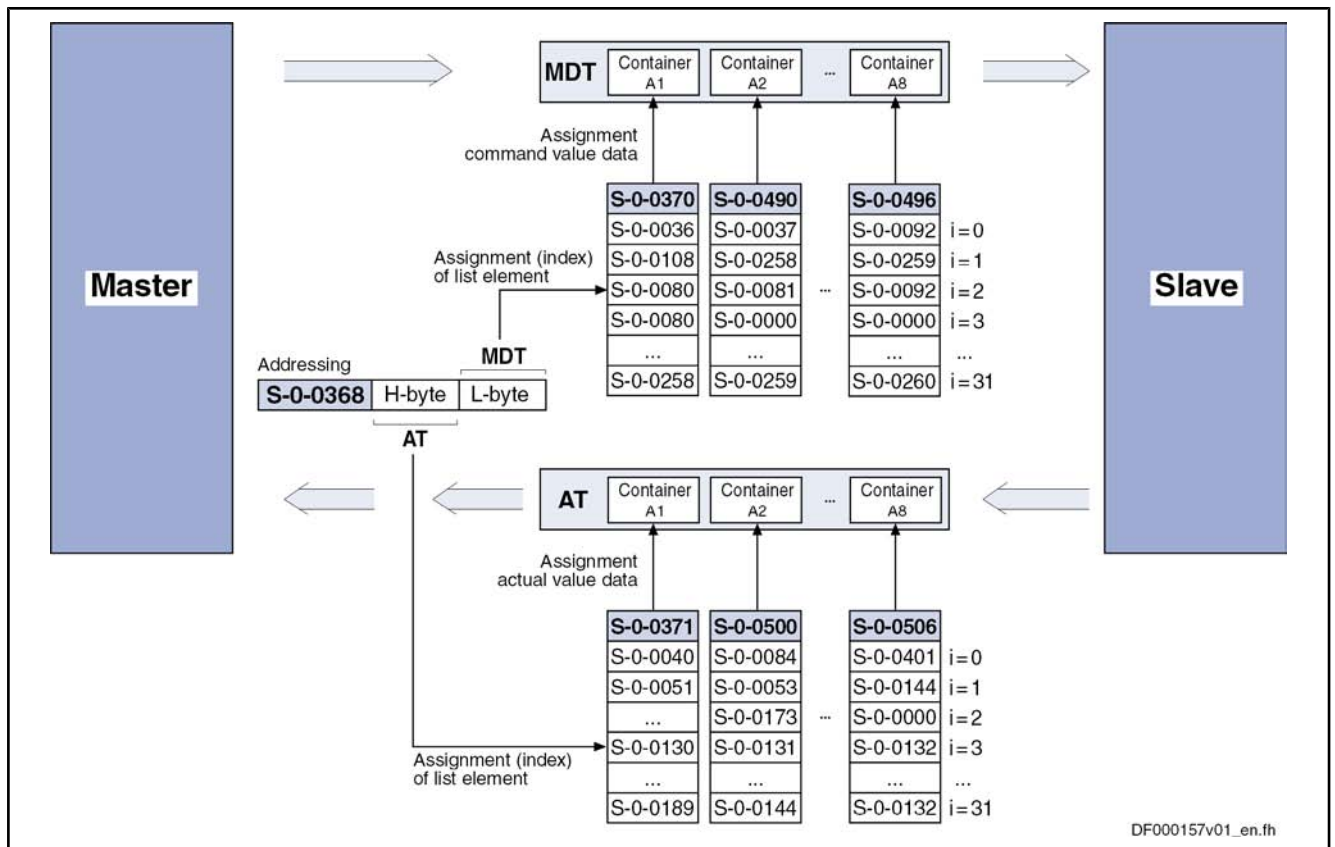 MDT
Container
A1
Container
A2
...
Container
A8
Assignment
command value data
S-0-0370 S-0-0490 S-0-0496
S-0-0036 S-0-0037 S-0-0092 i=0
Assignment (index)
of list element
S-0-0108 S-0-0258 S-0-0259 i=1
Master
Slave
S-0-0080 S-0-0081 ... S-0-0092 i=2
S-0-0080 S-0-0000 S-0-0000 i=3
MDT
... ... ... ...
Addressing
S-0-0368 H-byte L-byte
S-0-0258 S-0-0259 S-0-0260 i=31
AT
AT
Container
A1
Container
A2
...
Container
A8
Assignment
actual value data
S-0-0371 S-0-0500 S-0-0506
S-0-0040 S-0-0084 S-0-0401 i=0
S-0-0051 S-0-0053 S-0-0144 i=1
... S-0-0173 ... S-0-0000 i=2
S-0-0130 S-0-0131 S-0-0132 i=3
Assignment (index)
of list element
... ... ... ...
S-0-0189 S-0-0144 S-0-0132 i=31
DF000157v01_en.fh